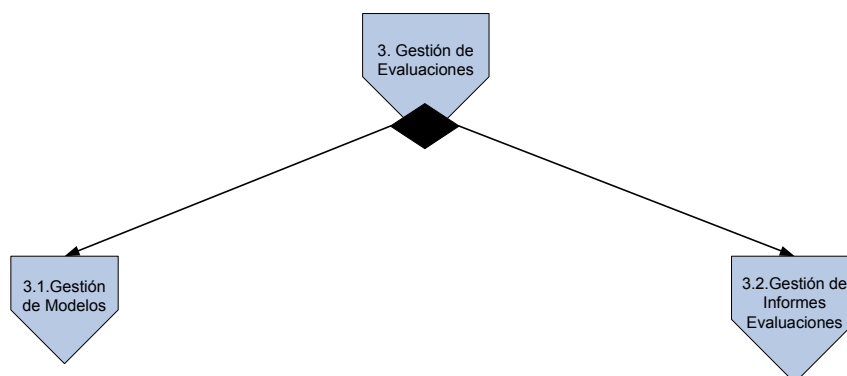 3. Gestión de
Evaluaciones
3.1.Gestión
de Modelos
3.2.Gestión de
Informes
Evaluaciones